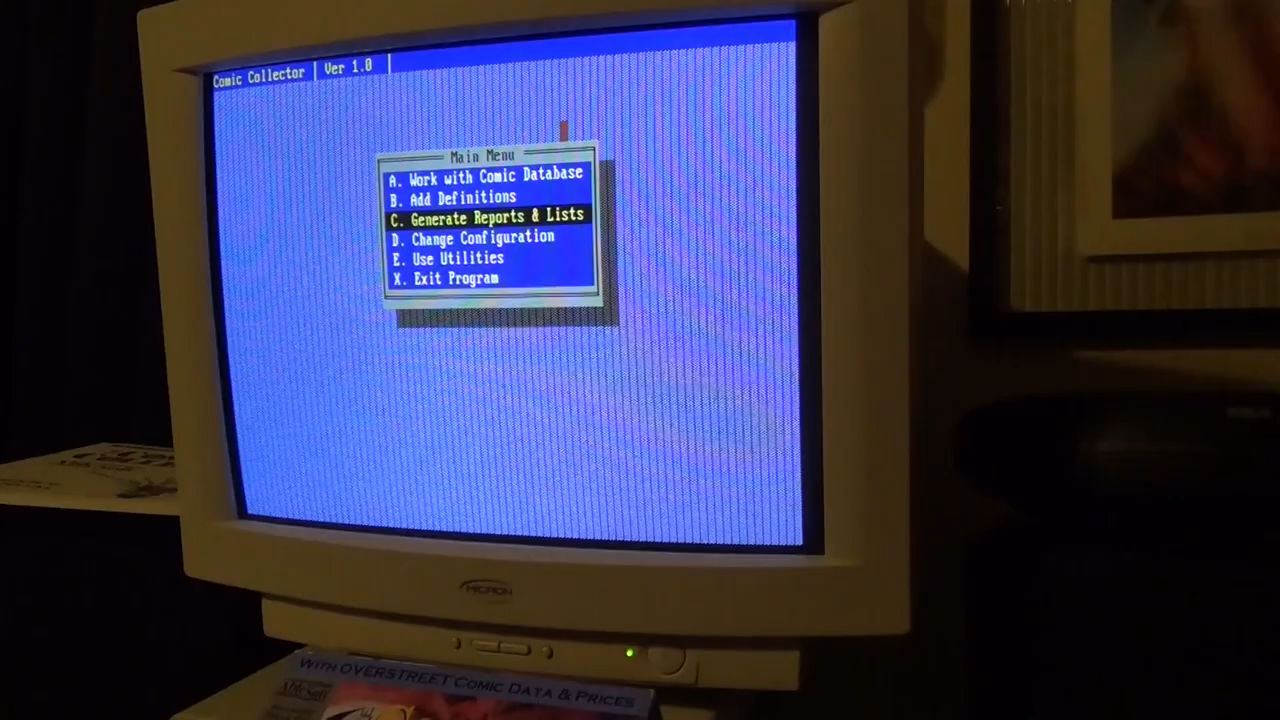 Comic Collector | Ver 1.0 |
Main Menu
A. Work with Comic Database
B. Add Definitions
C. Generate Reports & Lists
D. Change Configuration
E. Use Utilities
X. Exit Program
MICRON
WITH OVERSTREET COMIC DATA & PRICES
AbleSoft